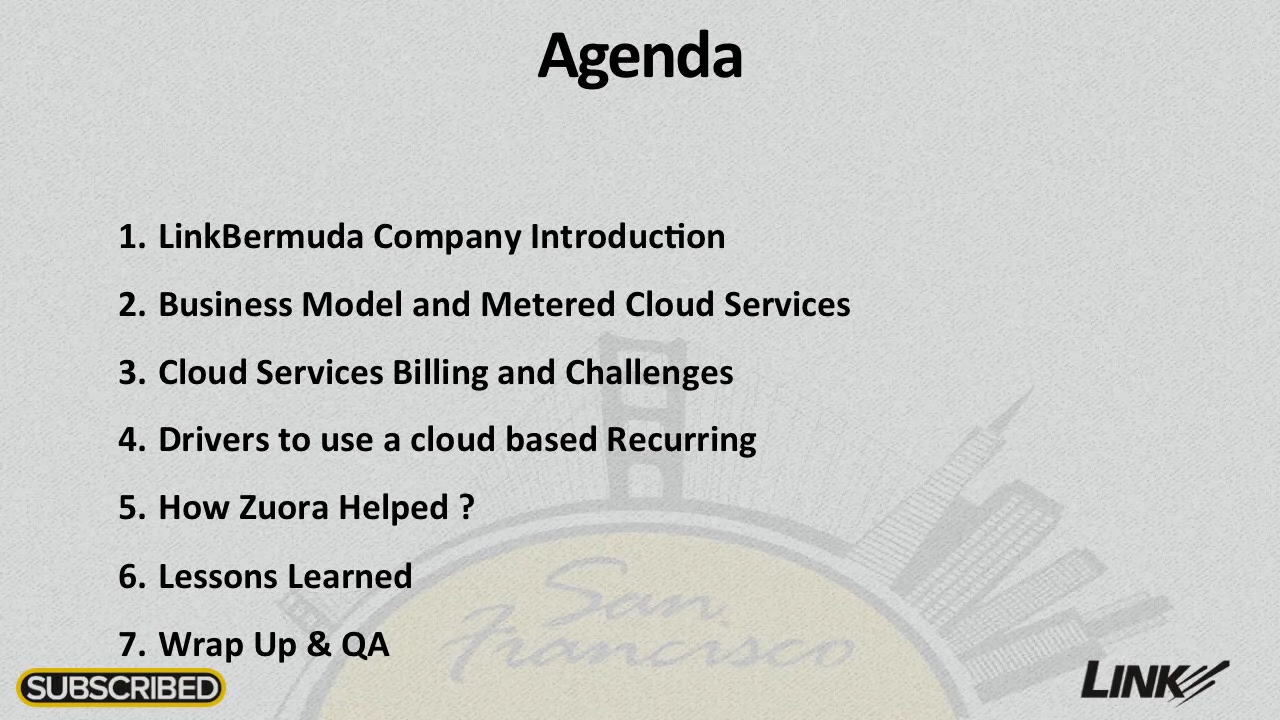 Agenda
1. LinkBermuda Company Introduction
2. Business Model and Metered Cloud Services
3. Cloud Services Billing and Challenges
4. Drivers to use a cloud based Recurring
5. How Zuora Helped ?
6. Lessons Learned
San
Francisco
7. Wrap Up & QA
SUBSCRIBED
LINK